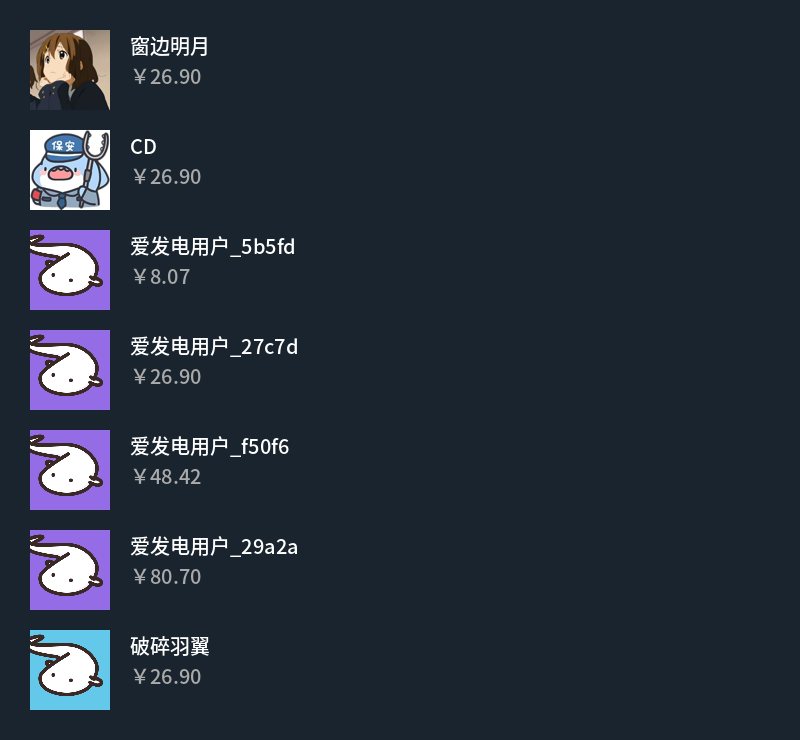 窗边明月
￥26.90
保安
CD
￥26.90
爱发电用户_5b5fd
￥8.07
爱发电用户_27c7d
￥26.90
爱发电用户_f50f6
￥48.42
爱发电用户_29a2a
￥80.70
破碎羽翼
￥26.90